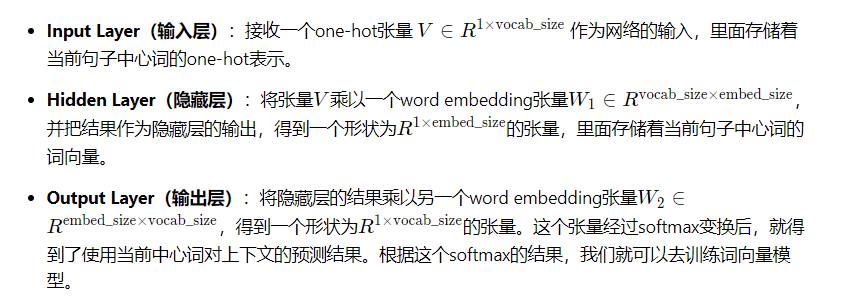 • Input Layer（输入层）：接收一个one-hot张量 $V \in R^{1 \times \text{vocab\_size}}$ 作为网络的输入，里面存储着
当前句子中心词的one-hot表示。
• Hidden Layer（隐藏层）：将张量$V$乘以一个word embedding张量$W_1 \in R^{\text{vocab\_size} \times \text{embed\_size}}$，
并把结果作为隐藏层的输出，得到一个形状为$R^{1 \times \text{embed\_size}}$的张量，里面存储着当前句子中心词的
词向量。
• Output Layer（输出层）：将隐藏层的结果乘以另一个word embedding张量$W_2 \in$
$R^{\text{embed\_size} \times \text{vocab\_size}}$，得到一个形状为$R^{1 \times \text{vocab\_size}}$的张量。这个张量经过softmax变换后，就得
到了使用当前中心词对上下文的预测结果。根据这个softmax的结果，我们就可以去训练词向量模
型。